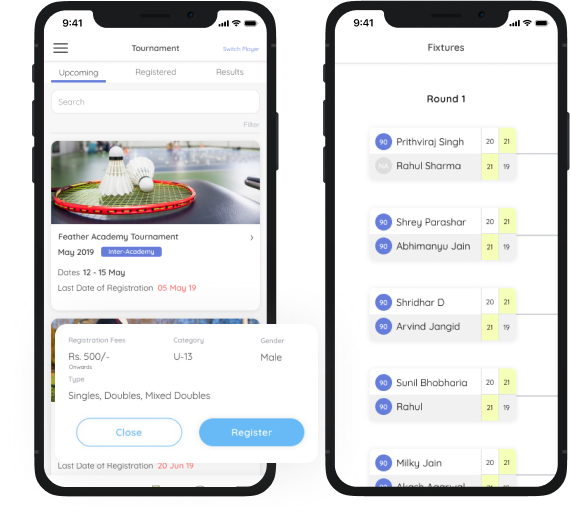 9:41
Tournament
Switch Player
Upcoming Registered Results
Search
Filter
Feather Academy Tournament
May 2019 Inter-Academy
Dates 12 - 15 May
Last Date of Registration 05 May 19
Registration Fees Category Gender
Rs. 500/- U-13 Male
Onwards
Type
Singles, Doubles, Mixed Doubles
Close Register
Last Date of Registration 20 Jun 19
9:41
Fixtures
Round 1
90 Prithviraj Singh 20 21
NA Rahul Sharma 21 19
90 Shrey Parashar 20 21
90 Abhimanyu Jain 21 19
90 Shridhar D 20 21
90 Arvind Jangid 21 19
90 Sunil Bhobharia 20 21
90 Rahul 21 19
90 Milky Jain 20 21
90 Akash Agarwal 21 19